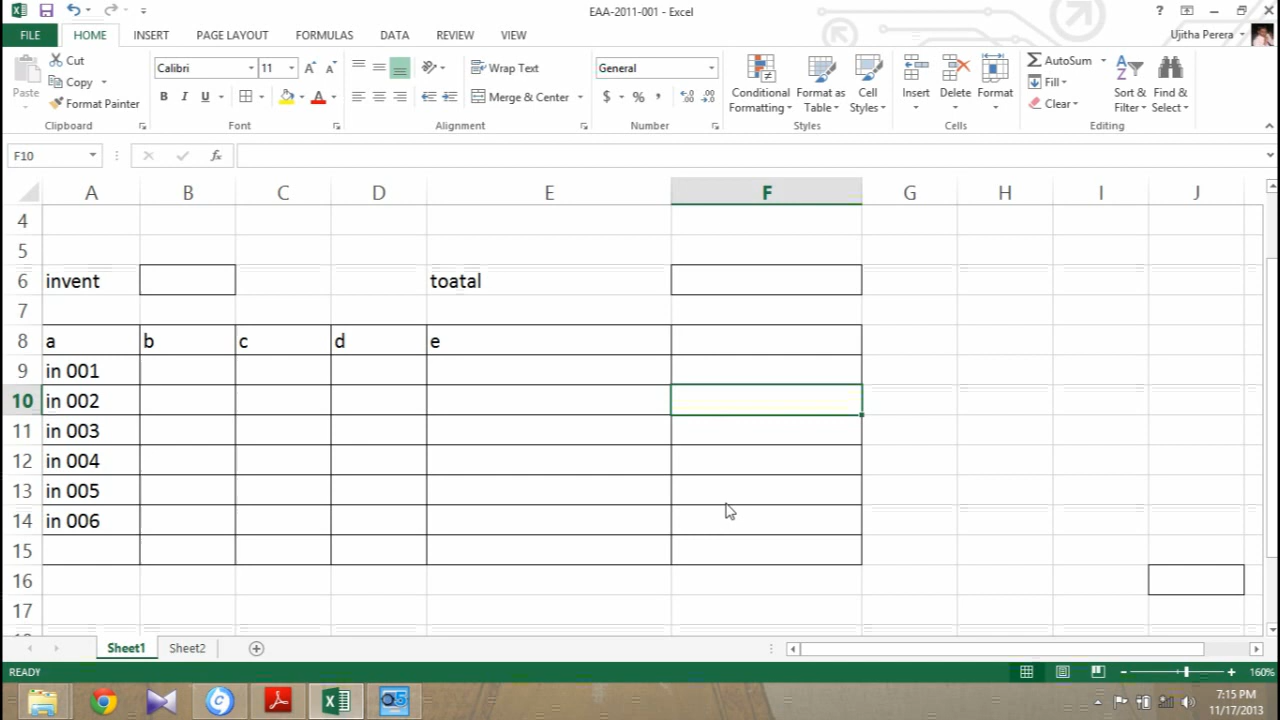 EAA-2011-001 - Excel
?
FILE HOME INSERT PAGE LAYOUT FORMULAS DATA REVIEW VIEW Ujitha Perera
Paste Cut Copy Format Painter
Clipboard
Calibri 11
B I U A
Font
Wrap Text
Merge & Center
Alignment
General
$ % ,
Number
Conditional Formatting Format as Table Cell Styles
Styles
Insert Delete Format
Cells
AutoSum
Fill
Clear
Sort & Filter Find & Select
Editing
F10 fx
A B C D E F G H I J
4
5
6 invent toatal
7
8 a b c d e
9 in 001
10 in 002
11 in 003
12 in 004
13 in 005
14 in 006
15
16
17
Sheet1 Sheet2
READY 160%
7:15 PM
11/17/2013